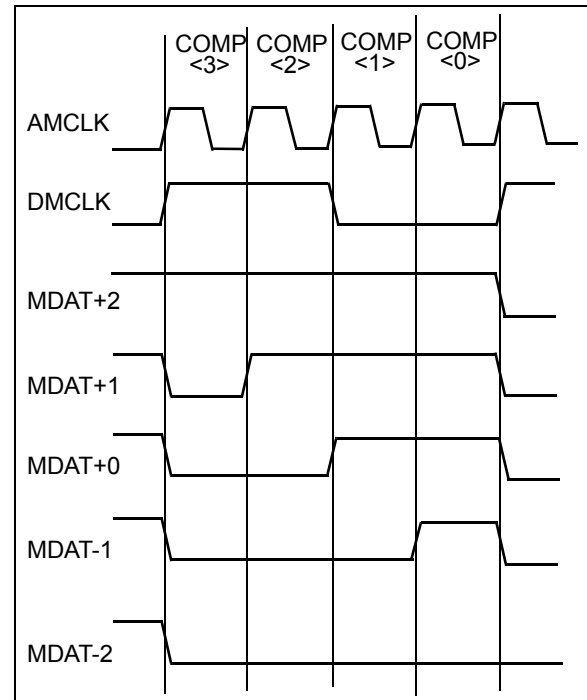 COMP COMP COMP COMP
<3> <2> <1> <0>
AMCLK
DMCLK
MDAT+2
MDAT+1
MDAT+0
MDAT-1
MDAT-2